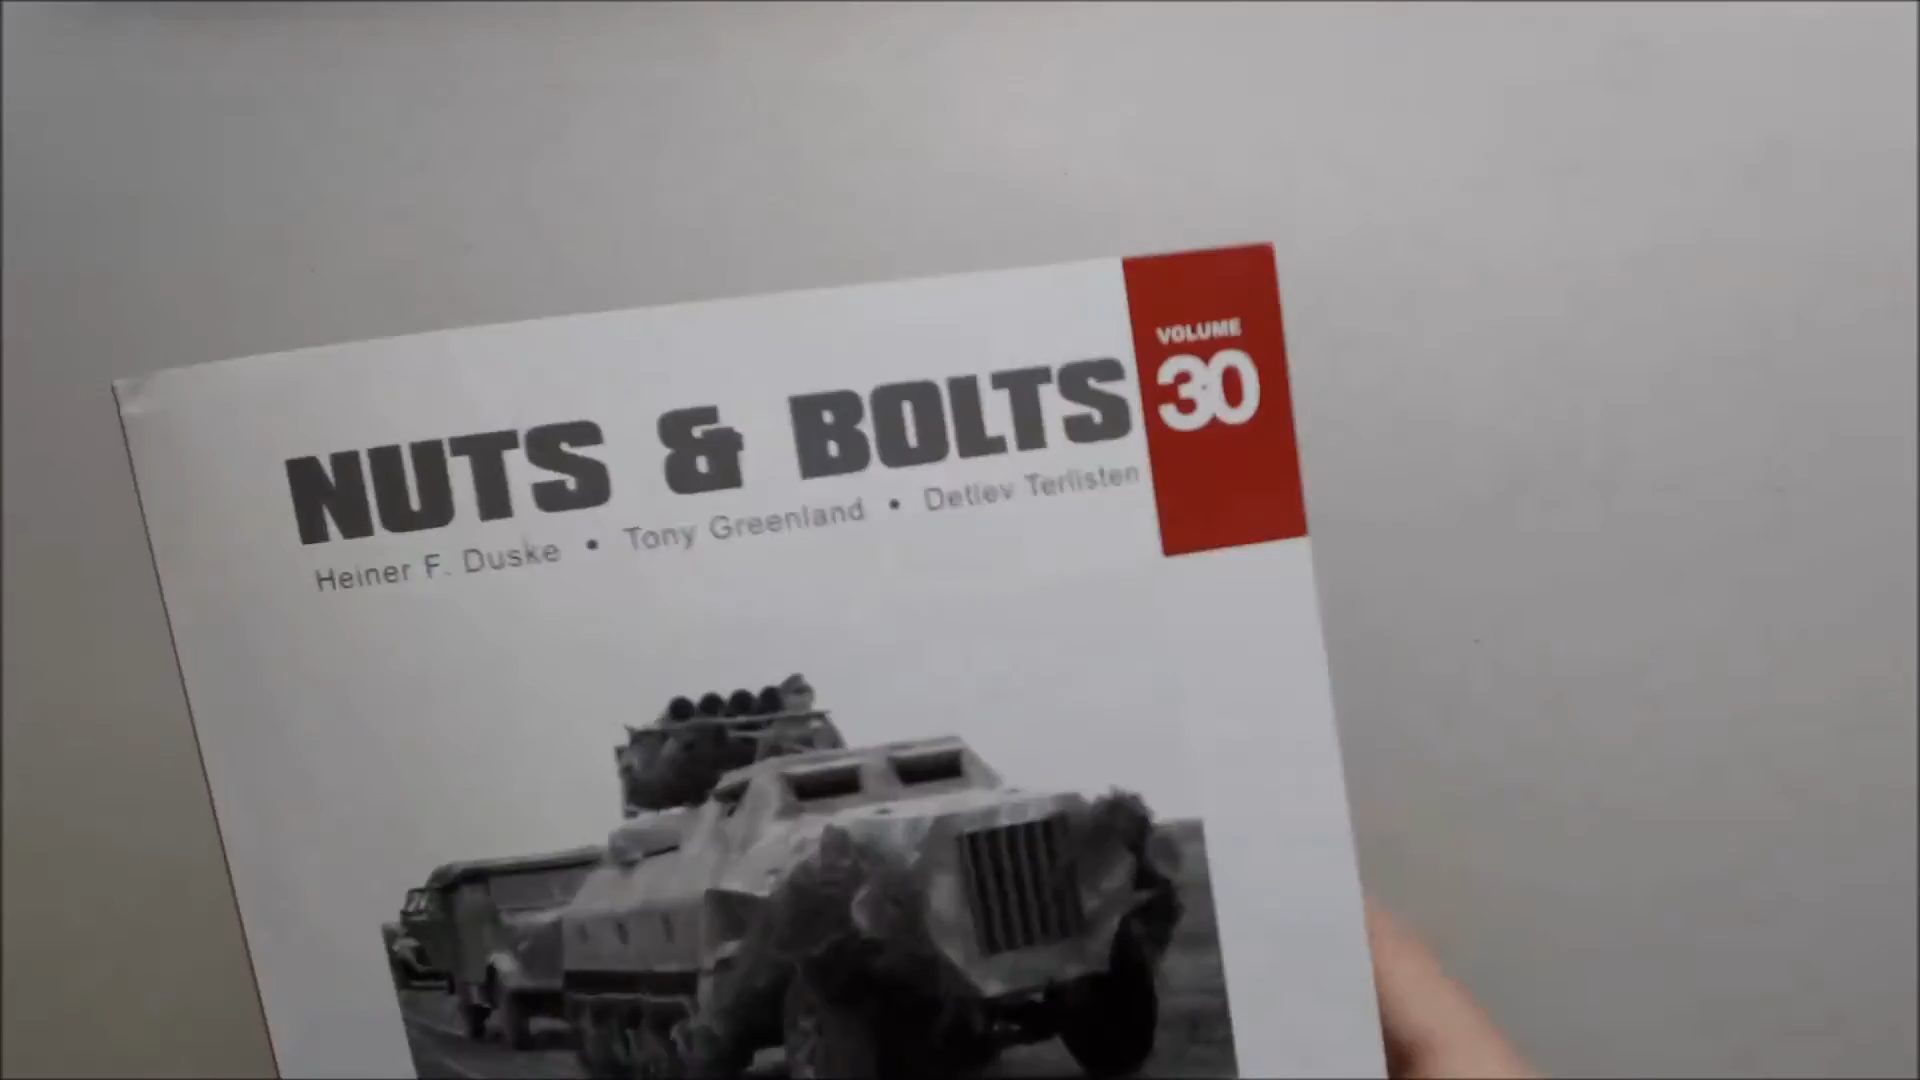 VOLUME
30
NUTS & BOLTS
Heiner F. Duske • Tony Greenland • Detlev Terlisten